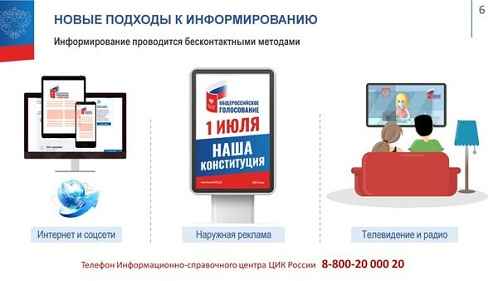 НОВЫЕ ПОДХОДЫ К ИНФОРМИРОВАНИЮ
6
Информирование проводится бесконтактными методами
ОБЩЕРОССИЙСКОЕ
ГОЛОСОВАНИЕ
1 ИЮЛЯ
НАША
КОНСТИТУЦИЯ
Интернет и соцсети
Наружная реклама
Телевидение и радио
Телефон Информационно-справочного центра ЦИК России 8-800-20 000 20